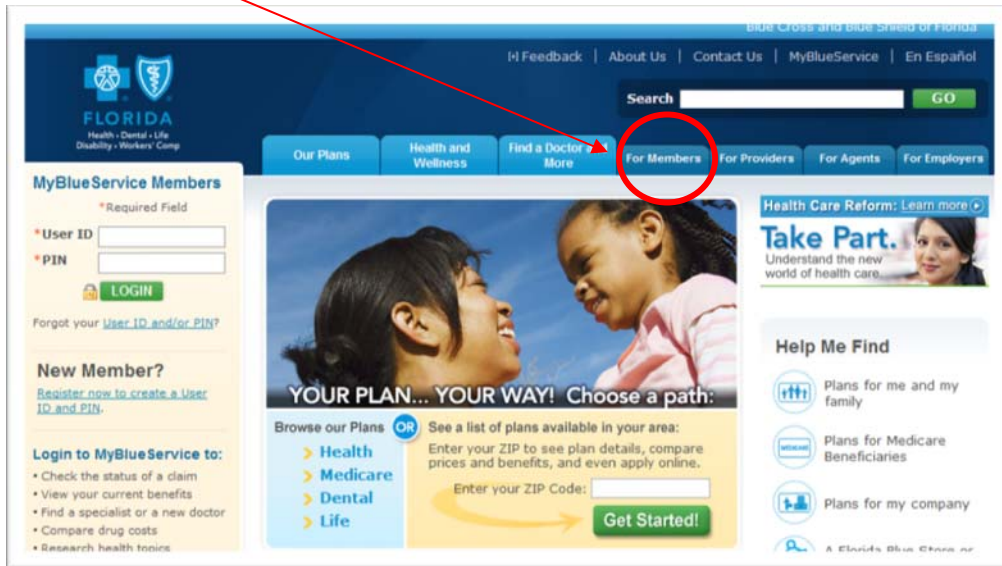 Blue Cross and Blue Shield of Florida
[+] Feedback | About Us | Contact Us | MyBlueService | En Español
Search GO
FLORIDA
Health • Dental • Life
Disability • Workers' Comp
Our Plans
Health and
Wellness
Find a Doctor and
More
For Members
For Providers
For Agents
For Employers
MyBlueService Members
*Required Field
*User ID
*PIN
LOGIN
Forgot your User ID and/or PIN?
New Member?
Register now to create a User
ID and PIN.
Login to MyBlueService to:
• Check the status of a claim
• View your current benefits
• Find a specialist or a new doctor
• Compare drug costs
• Research health topics
YOUR PLAN... YOUR WAY! Choose a path:
Browse our Plans
Health
Medicare
Dental
Life
OR
See a list of plans available in your area:
Enter your ZIP to see plan details, compare
prices and benefits, and even apply online.
Enter your ZIP Code:
Get Started!
Health Care Reform: Learn more
Take Part.
Understand the new
world of health care.
Help Me Find
Plans for me and my
family
MEDICARE
Plans for Medicare
Beneficiaries
Plans for my company
A Florida Blue Store or